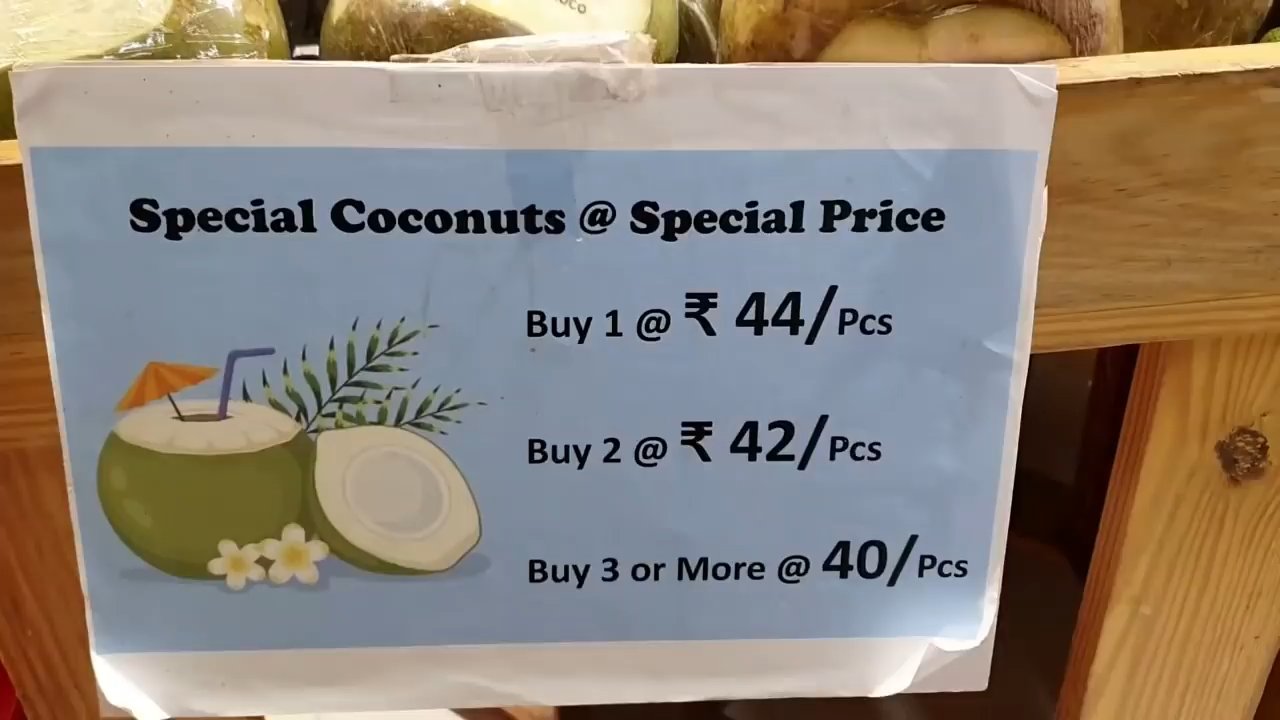 Special Coconuts @ Special Price
Buy 1 @ ₹ 44/Pcs
Buy 2 @ ₹ 42/Pcs
Buy 3 or More @ 40/Pcs